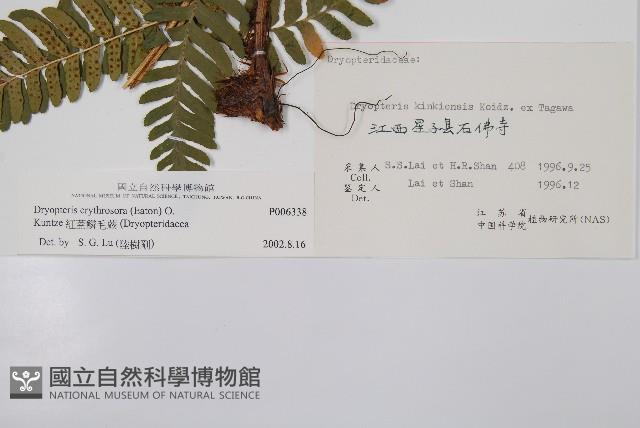 Dryopteridaceae:
Dryopteris kinkiensis Koidz. ex Tagawa
江西 星子县石佛寺
采集人 S.S.Lai et H.R.Shan 408 1996.9.25
Coll.
鉴定人 Lai et Shan 1996.12
Det.
江苏省
中国科学院 植物研究所(NAS)
國立自然科學博物館
NATIONAL MUSEUM OF NATURAL SCIENCE, TAICHUNG, TAIWAN, R.O.CHINA
Dryopteris erythrosora (Eaton) O. P006338
Kuntze 紅蓋鱗毛蕨 (Dryopteridacea
Det. by S. G. Lu (陸樹剛) 2002.8.16
國立自然科學博物館
NATIONAL MUSEUM OF NATURAL SCIENCE